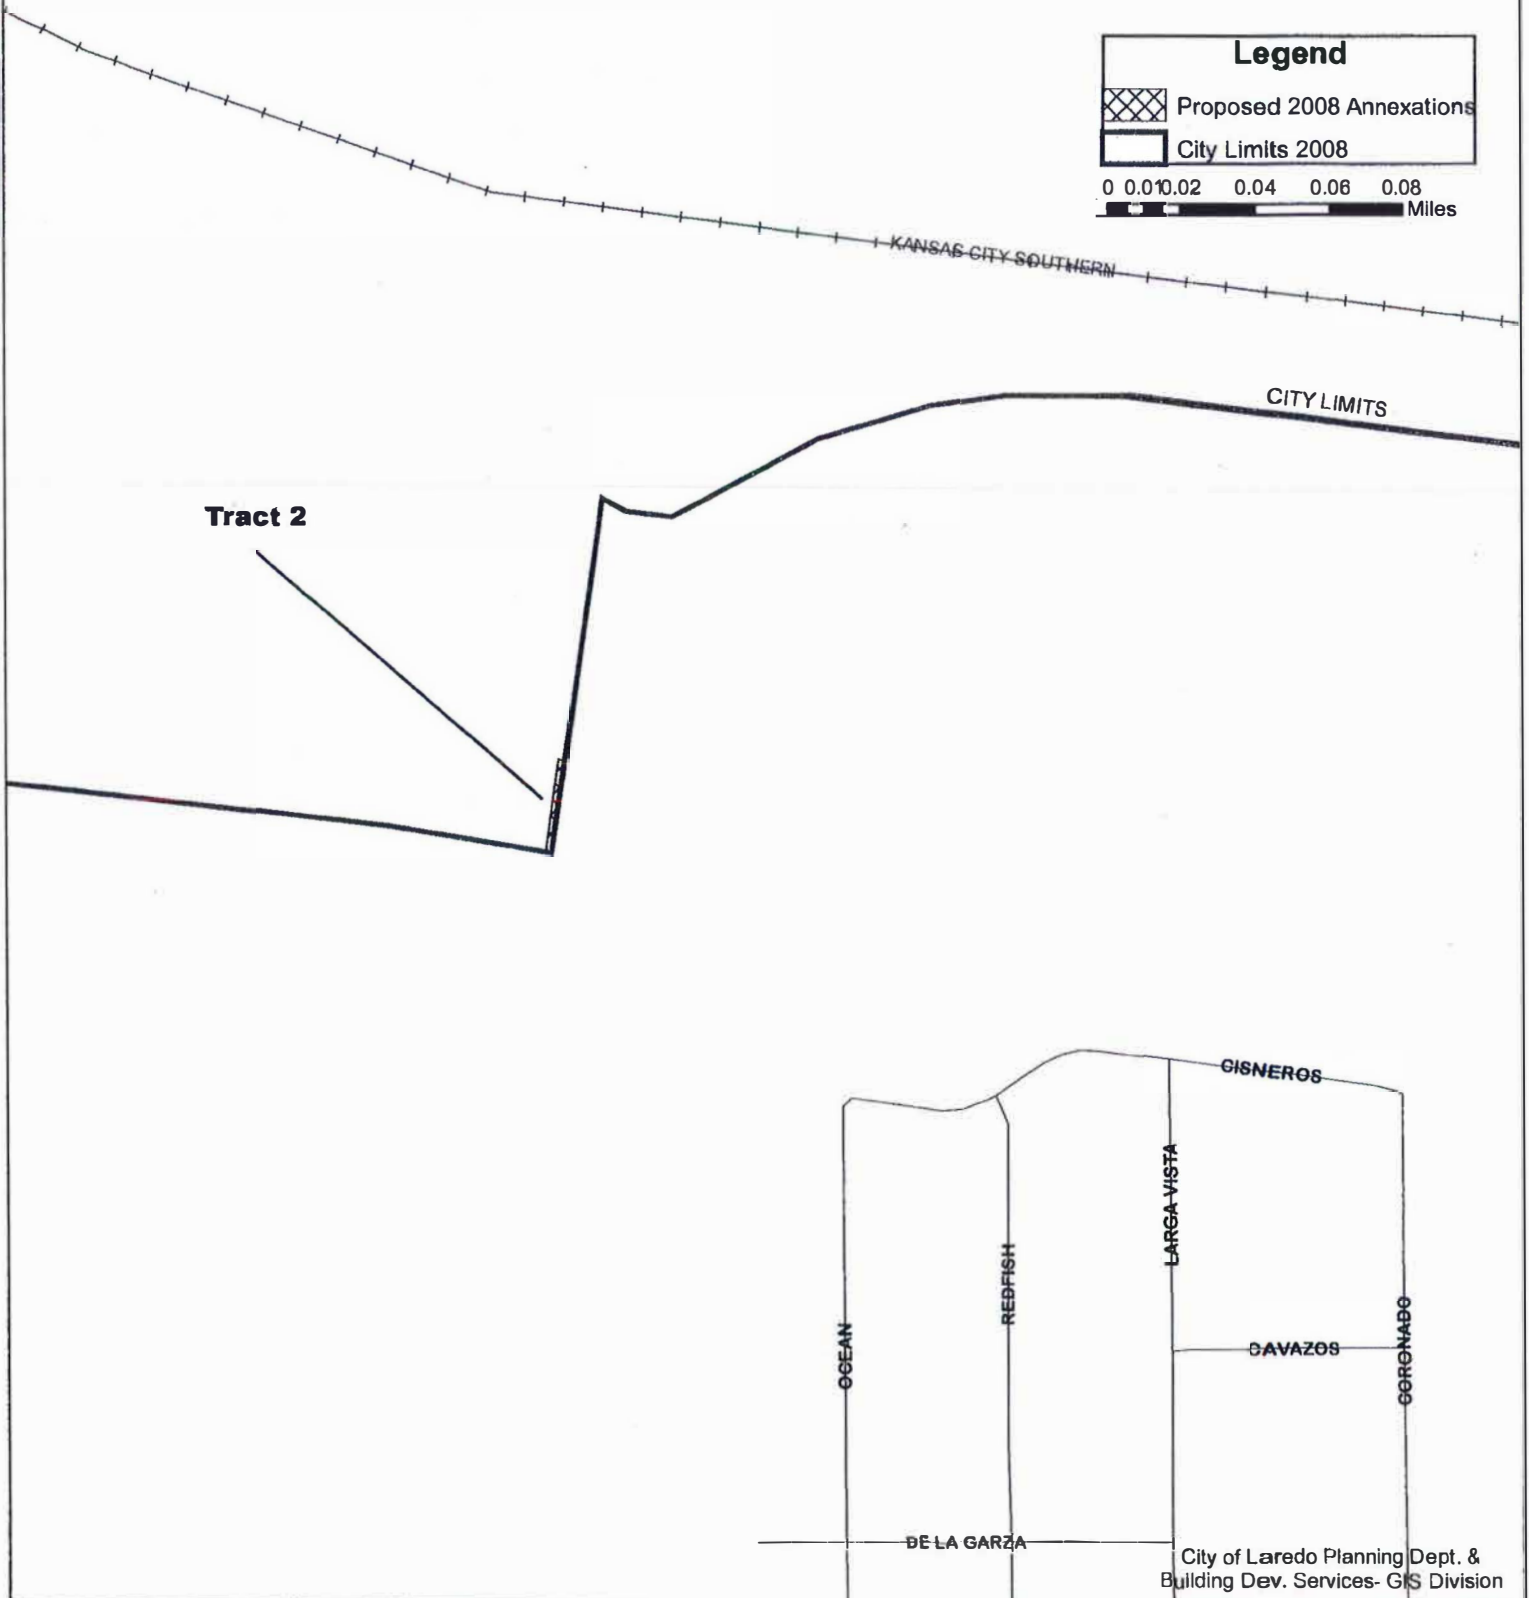 Legend
Proposed 2008 Annexations
City Limits 2008
0 0.010.02 0.04 0.06 0.08
Miles
KANSAS CITY SOUTHERN
CITY LIMITS
Tract 2
CISNEROS
LARGA VISTA
REDFISH
OCEAN
CORONADO
CAVAZOS
DE LA GARZA
City of Laredo Planning Dept. &
Building Dev. Services- GIS Division